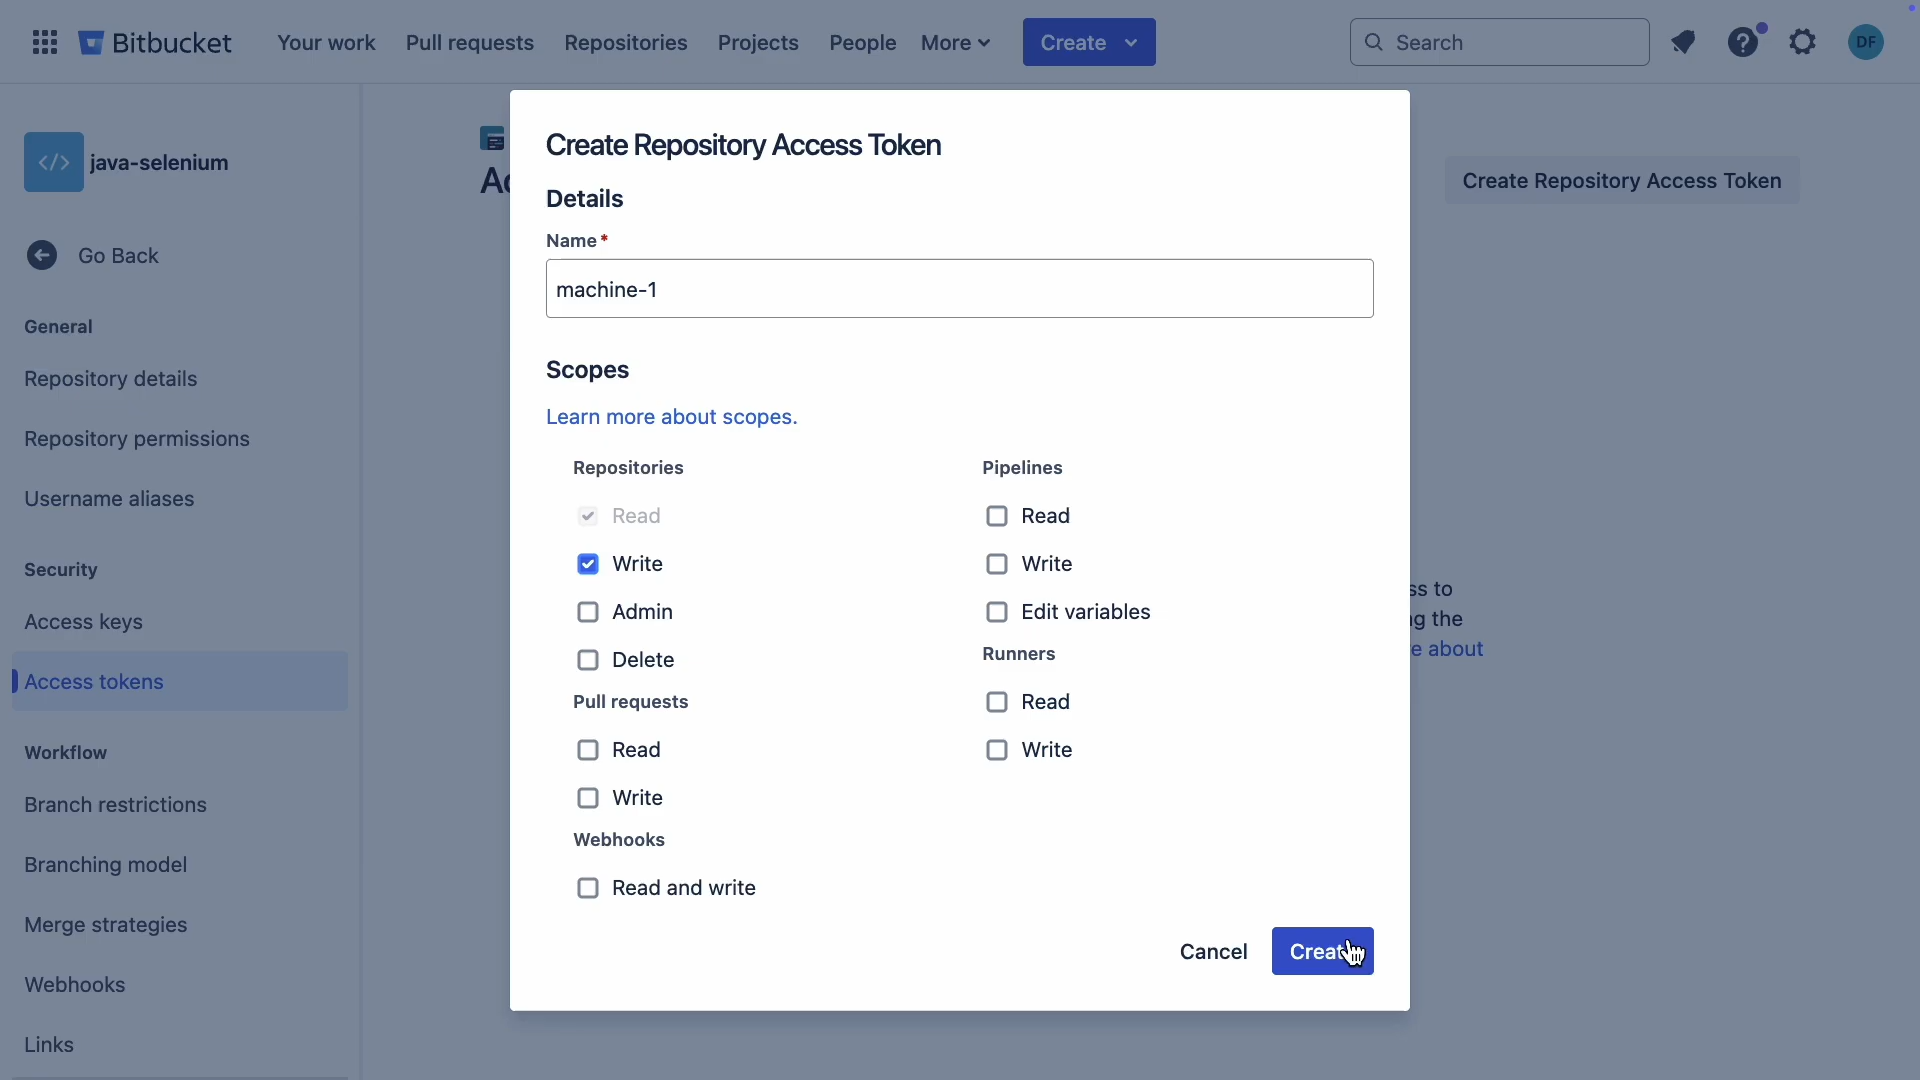 Bitbucket
Your work
Pull requests
Repositories
Projects
People
More
Create
Search
DF
java-selenium
Go Back
General
Repository details
Repository permissions
Username aliases
Security
Access keys
Access tokens
Workflow
Branch restrictions
Branching model
Merge strategies
Webhooks
Links
Create Repository Access Token
Create Repository Access Token
Details
Name*
machine-1
Scopes
Learn more about scopes.
Repositories
Read
Write
Admin
Delete
Pull requests
Read
Write
Webhooks
Read and write
Pipelines
Read
Write
Edit variables
Runners
Read
Write
Cancel
to
the
about